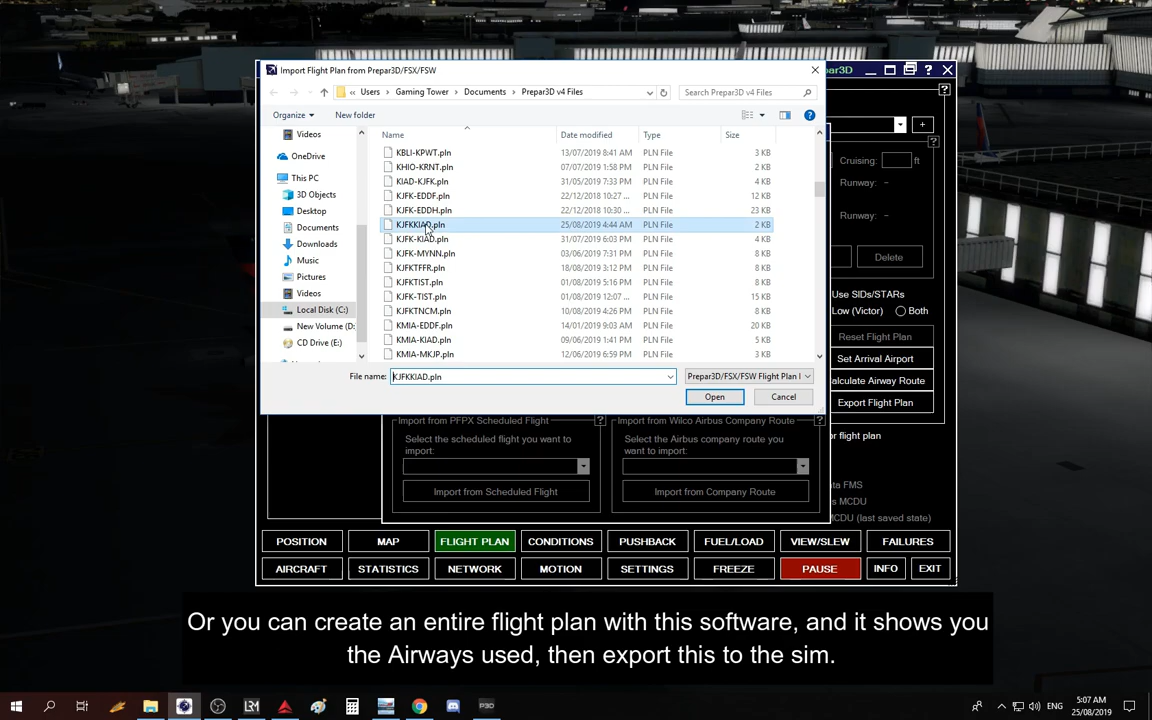 Import Flight Plan from Prepar3D/FSX/FSW
par3D
?
« Users > Gaming Tower > Documents > Prepar3D v4 Files
Search Prepar3D v4 Files
Organize
New folder
Videos
OneDrive
This PC
3D Objects
Desktop
Documents
Downloads
Music
Pictures
Videos
Local Disk (C:)
New Volume (D:
CD Drive (E:)
Name Date modified Type Size
KBLI-KPWT.pln 13/07/2019 8:41 AM PLN File 3 KB
KHIO-KRNT.pln 07/07/2019 1:58 PM PLN File 2 KB
KIAD-KJFK.pln 31/05/2019 7:33 PM PLN File 4 KB
KJFK-EDDF.pln 22/12/2018 10:27 ... PLN File 12 KB
KJFK-EDDH.pln 22/12/2018 10:30 ... PLN File 23 KB
KJFKKIAD.pln 25/08/2019 4:44 AM PLN File 2 KB
KJFK-KIAD.pln 31/07/2019 6:03 PM PLN File 4 KB
KJFK-MYNN.pln 03/06/2019 7:31 PM PLN File 8 KB
KJFKTFFR.pln 18/08/2019 3:12 PM PLN File 8 KB
KJFKTIST.pln 01/08/2019 5:16 PM PLN File 8 KB
KJFK-TIST.pln 01/08/2019 12:07 ... PLN File 15 KB
KJFKTNCM.pln 10/08/2019 4:26 PM PLN File 8 KB
KMIA-EDDF.pln 14/01/2019 9:03 AM PLN File 20 KB
KMIA-KIAD.pln 09/06/2019 1:41 PM PLN File 5 KB
KMIA-MKJP.pln 12/06/2019 6:59 PM PLN File 3 KB
File name: KJFKKIAD.pln
Prepar3D/FSX/FSW Flight Plan
Open
Cancel
+
?
Cruising: ft
Runway: –
Runway: –
Delete
Use SIDs/STARs
Low (Victor) Both
Reset Flight Plan
Set Arrival Airport
alculate Airway Route
Export Flight Plan
or flight plan
ata FMS
s MCDU
MCDU (last saved state)
Import from PFPX Scheduled Flight ?
Select the scheduled flight you want to
import:
Import from Scheduled Flight
Import from Wilco Airbus Company Route ?
Select the Airbus company route you
want to import:
Import from Company Route
POSITION MAP FLIGHT PLAN CONDITIONS PUSHBACK FUEL/LOAD VIEW/SLEW FAILURES
AIRCRAFT STATISTICS NETWORK MOTION SETTINGS FREEZE PAUSE INFO EXIT
Or you can create an entire flight plan with this software, and it shows you
the Airways used, then export this to the sim.
LRM
P3D
ENG
5:07 AM
25/08/2019